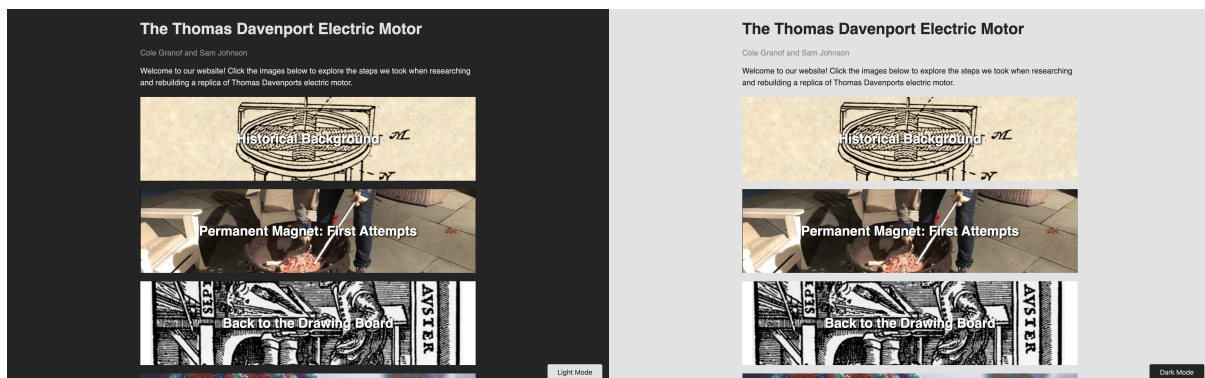 The Thomas Davenport Electric Motor
Cole Granof and Sam Johnson
Welcome to our website! Click the images below to explore the steps we took when researching
and rebuilding a replica of Thomas Davenports electric motor.
Historical Background
M
N
Permanent Magnet: First Attempts
SEPT
AVSTER
Back to the Drawing Board
Light Mode
The Thomas Davenport Electric Motor
Cole Granof and Sam Johnson
Welcome to our website! Click the images below to explore the steps we took when researching
and rebuilding a replica of Thomas Davenports electric motor.
Historical Background
M
N
Permanent Magnet: First Attempts
SEPT
AVSTER
Back to the Drawing Board
Dark Mode